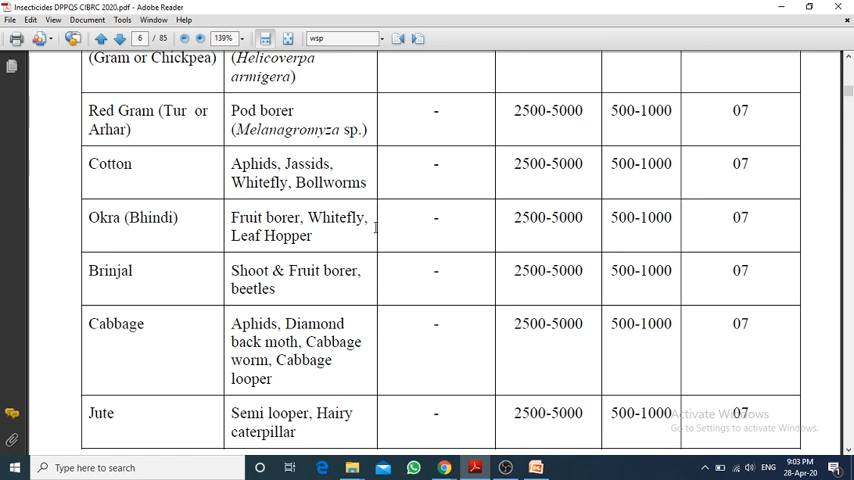 Insecticides DPPQS CIBRC 2020.pdf - Adobe Reader
File Edit View Document Tools Window Help
6 / 85 139% wsp
(Gram or Chickpea) (Helicoverpa
armigera)
Red Gram (Tur or Pod borer - 2500-5000 500-1000 07
Arhar) (Melanagromyza sp.)
Cotton Aphids, Jassids, - 2500-5000 500-1000 07
Whitefly, Bollworms
Okra (Bhindi) Fruit borer, Whitefly, - 2500-5000 500-1000 07
Leaf Hopper
Brinjal Shoot & Fruit borer, - 2500-5000 500-1000 07
beetles
Cabbage Aphids, Diamond - 2500-5000 500-1000 07
back moth, Cabbage
worm, Cabbage
looper
Jute Semi looper, Hairy - 2500-5000 500-1000 07
caterpillar
Activate Windows
Go to Settings to activate Windows.
Type here to search
ENG 9:03 PM
28-Apr-20
1